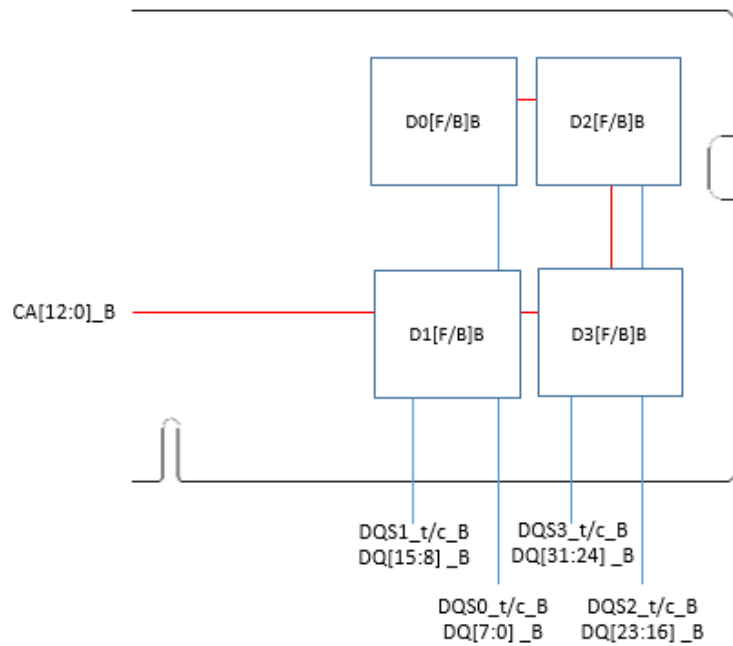 D0[F/B]B
D2[F/B]B
CA[12:0]_B
D1[F/B]B
D3[F/B]B
DQS1_t/c_B
DQ[15:8] _B
DQS3_t/c_B
DQ[31:24] _B
DQS0_t/c_B
DQ[7:0] _B
DQS2_t/c_B
DQ[23:16] _B